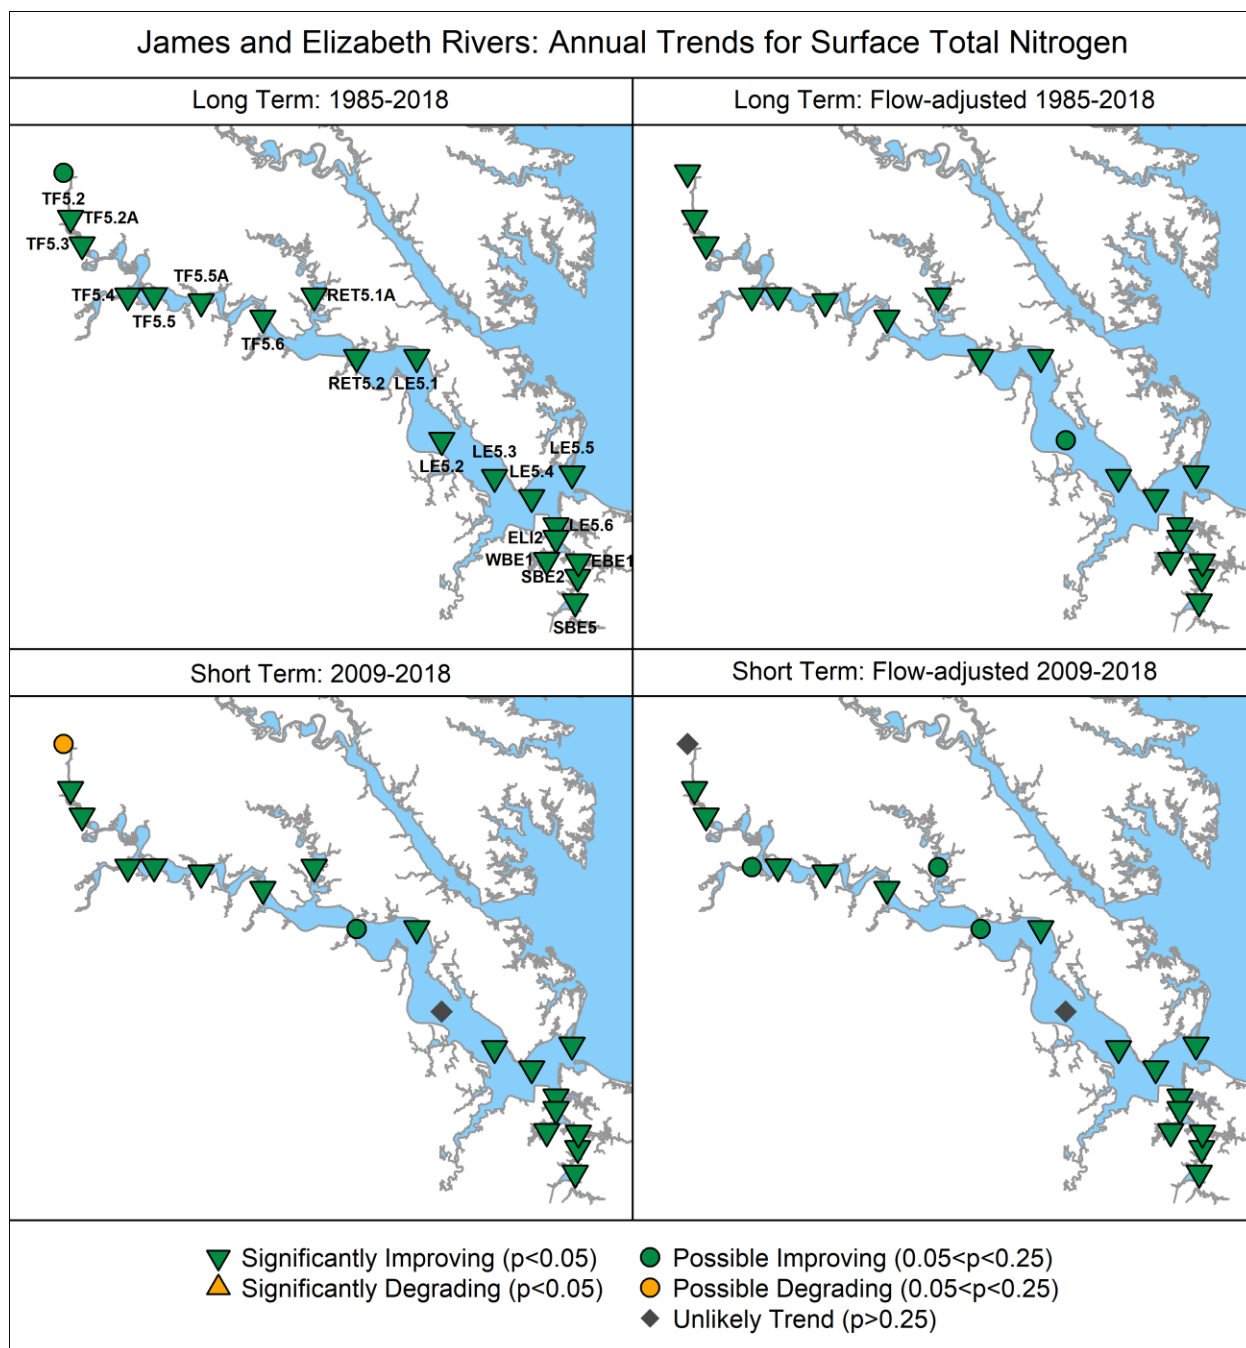 James and Elizabeth Rivers: Annual Trends for Surface Total Nitrogen
Long Term: 1985-2018
Long Term: Flow-adjusted 1985-2018
TF5.2
TF5.2A
TF5.3
TF5.4
TF5.5
TF5.5A
TF5.6
RET5.1A
RET5.2
LE5.1
LE5.2
LE5.3
LE5.4
LE5.5
LE5.6
ELI2
WBE1
EBE1
SBE2
SBE5
Short Term: 2009-2018
Short Term: Flow-adjusted 2009-2018
Significantly Improving (p<0.05)
Significantly Degrading (p<0.05)
Possible Improving (0.05<p<0.25)
Possible Degrading (0.05<p<0.25)
Unlikely Trend (p>0.25)